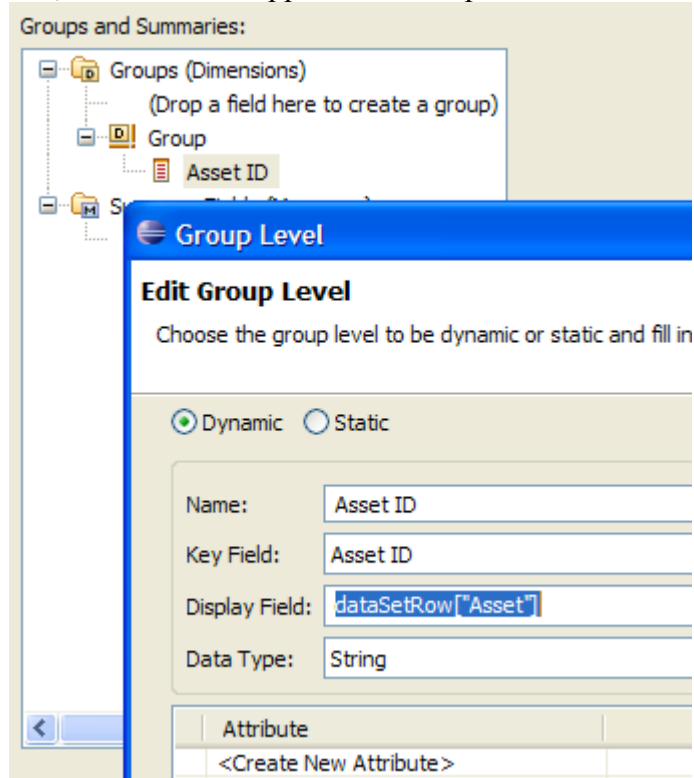 Groups and Summaries:
Groups (Dimensions)
(Drop a field here to create a group)
Group
Asset ID
Group Level
Edit Group Level
Choose the group level to be dynamic or static and fill in
Dynamic Static
Name: Asset ID
Key Field: Asset ID
Display Field: dataSetRow["Asset"]
Data Type: String
Attribute
<Create New Attribute>